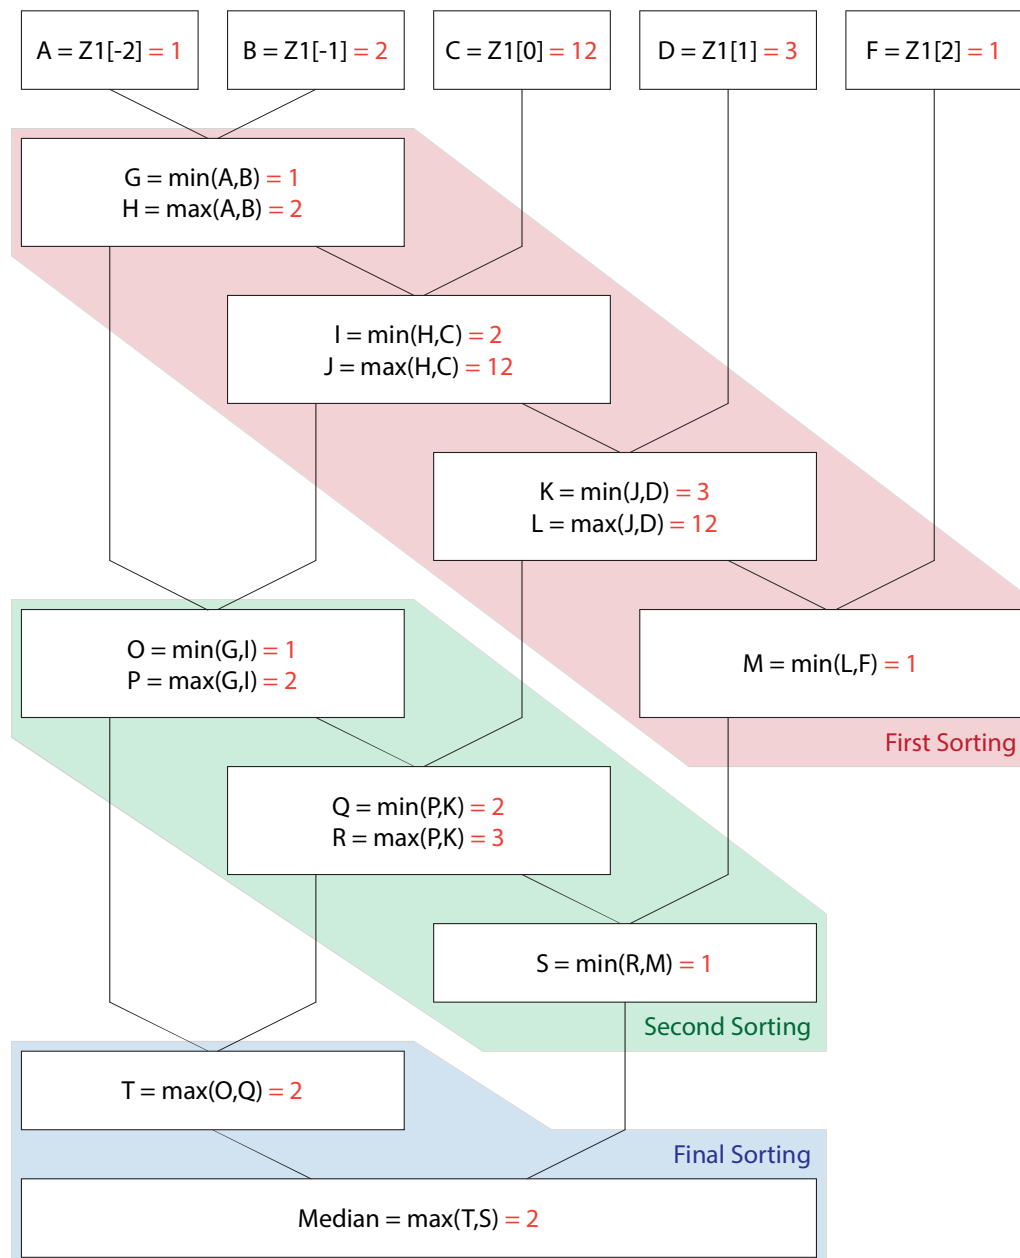 A = Z1[-2] = 1
B = Z1[-1] = 2
C = Z1[0] = 12
D = Z1[1] = 3
F = Z1[2] = 1
G = min(A,B) = 1
H = max(A,B) = 2
I = min(H,C) = 2
J = max(H,C) = 12
K = min(J,D) = 3
L = max(J,D) = 12
O = min(G,I) = 1
P = max(G,I) = 2
M = min(L,F) = 1
First Sorting
Q = min(P,K) = 2
R = max(P,K) = 3
S = min(R,M) = 1
Second Sorting
T = max(O,Q) = 2
Final Sorting
Median = max(T,S) = 2